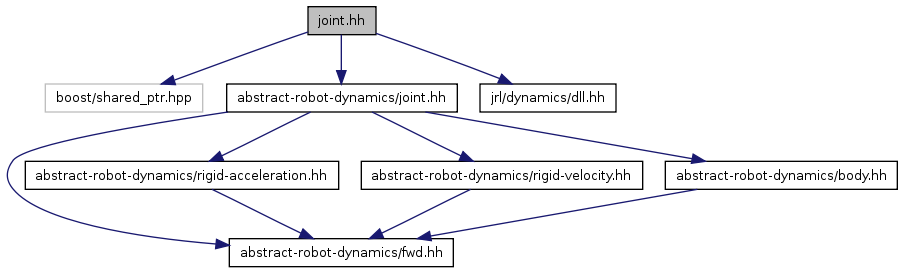 joint.hh
boost/shared_ptr.hpp
abstract-robot-dynamics/joint.hh
jrl/dynamics/dll.hh
abstract-robot-dynamics/rigid-acceleration.hh
abstract-robot-dynamics/rigid-velocity.hh
abstract-robot-dynamics/body.hh
abstract-robot-dynamics/fwd.hh